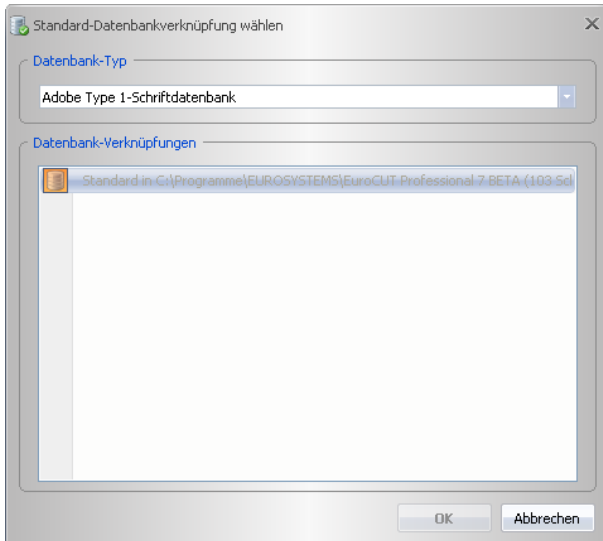 Standard-Datenbankverknüpfung wählen
Datenbank-Typ
Adobe Type 1-Schriftdatenbank
Datenbank-Verknüpfungen
Standard in C:\Programme\EUROSYSTEMS\EuroCUT Professional 7 BETA (103 Scl
OK
Abbrechen